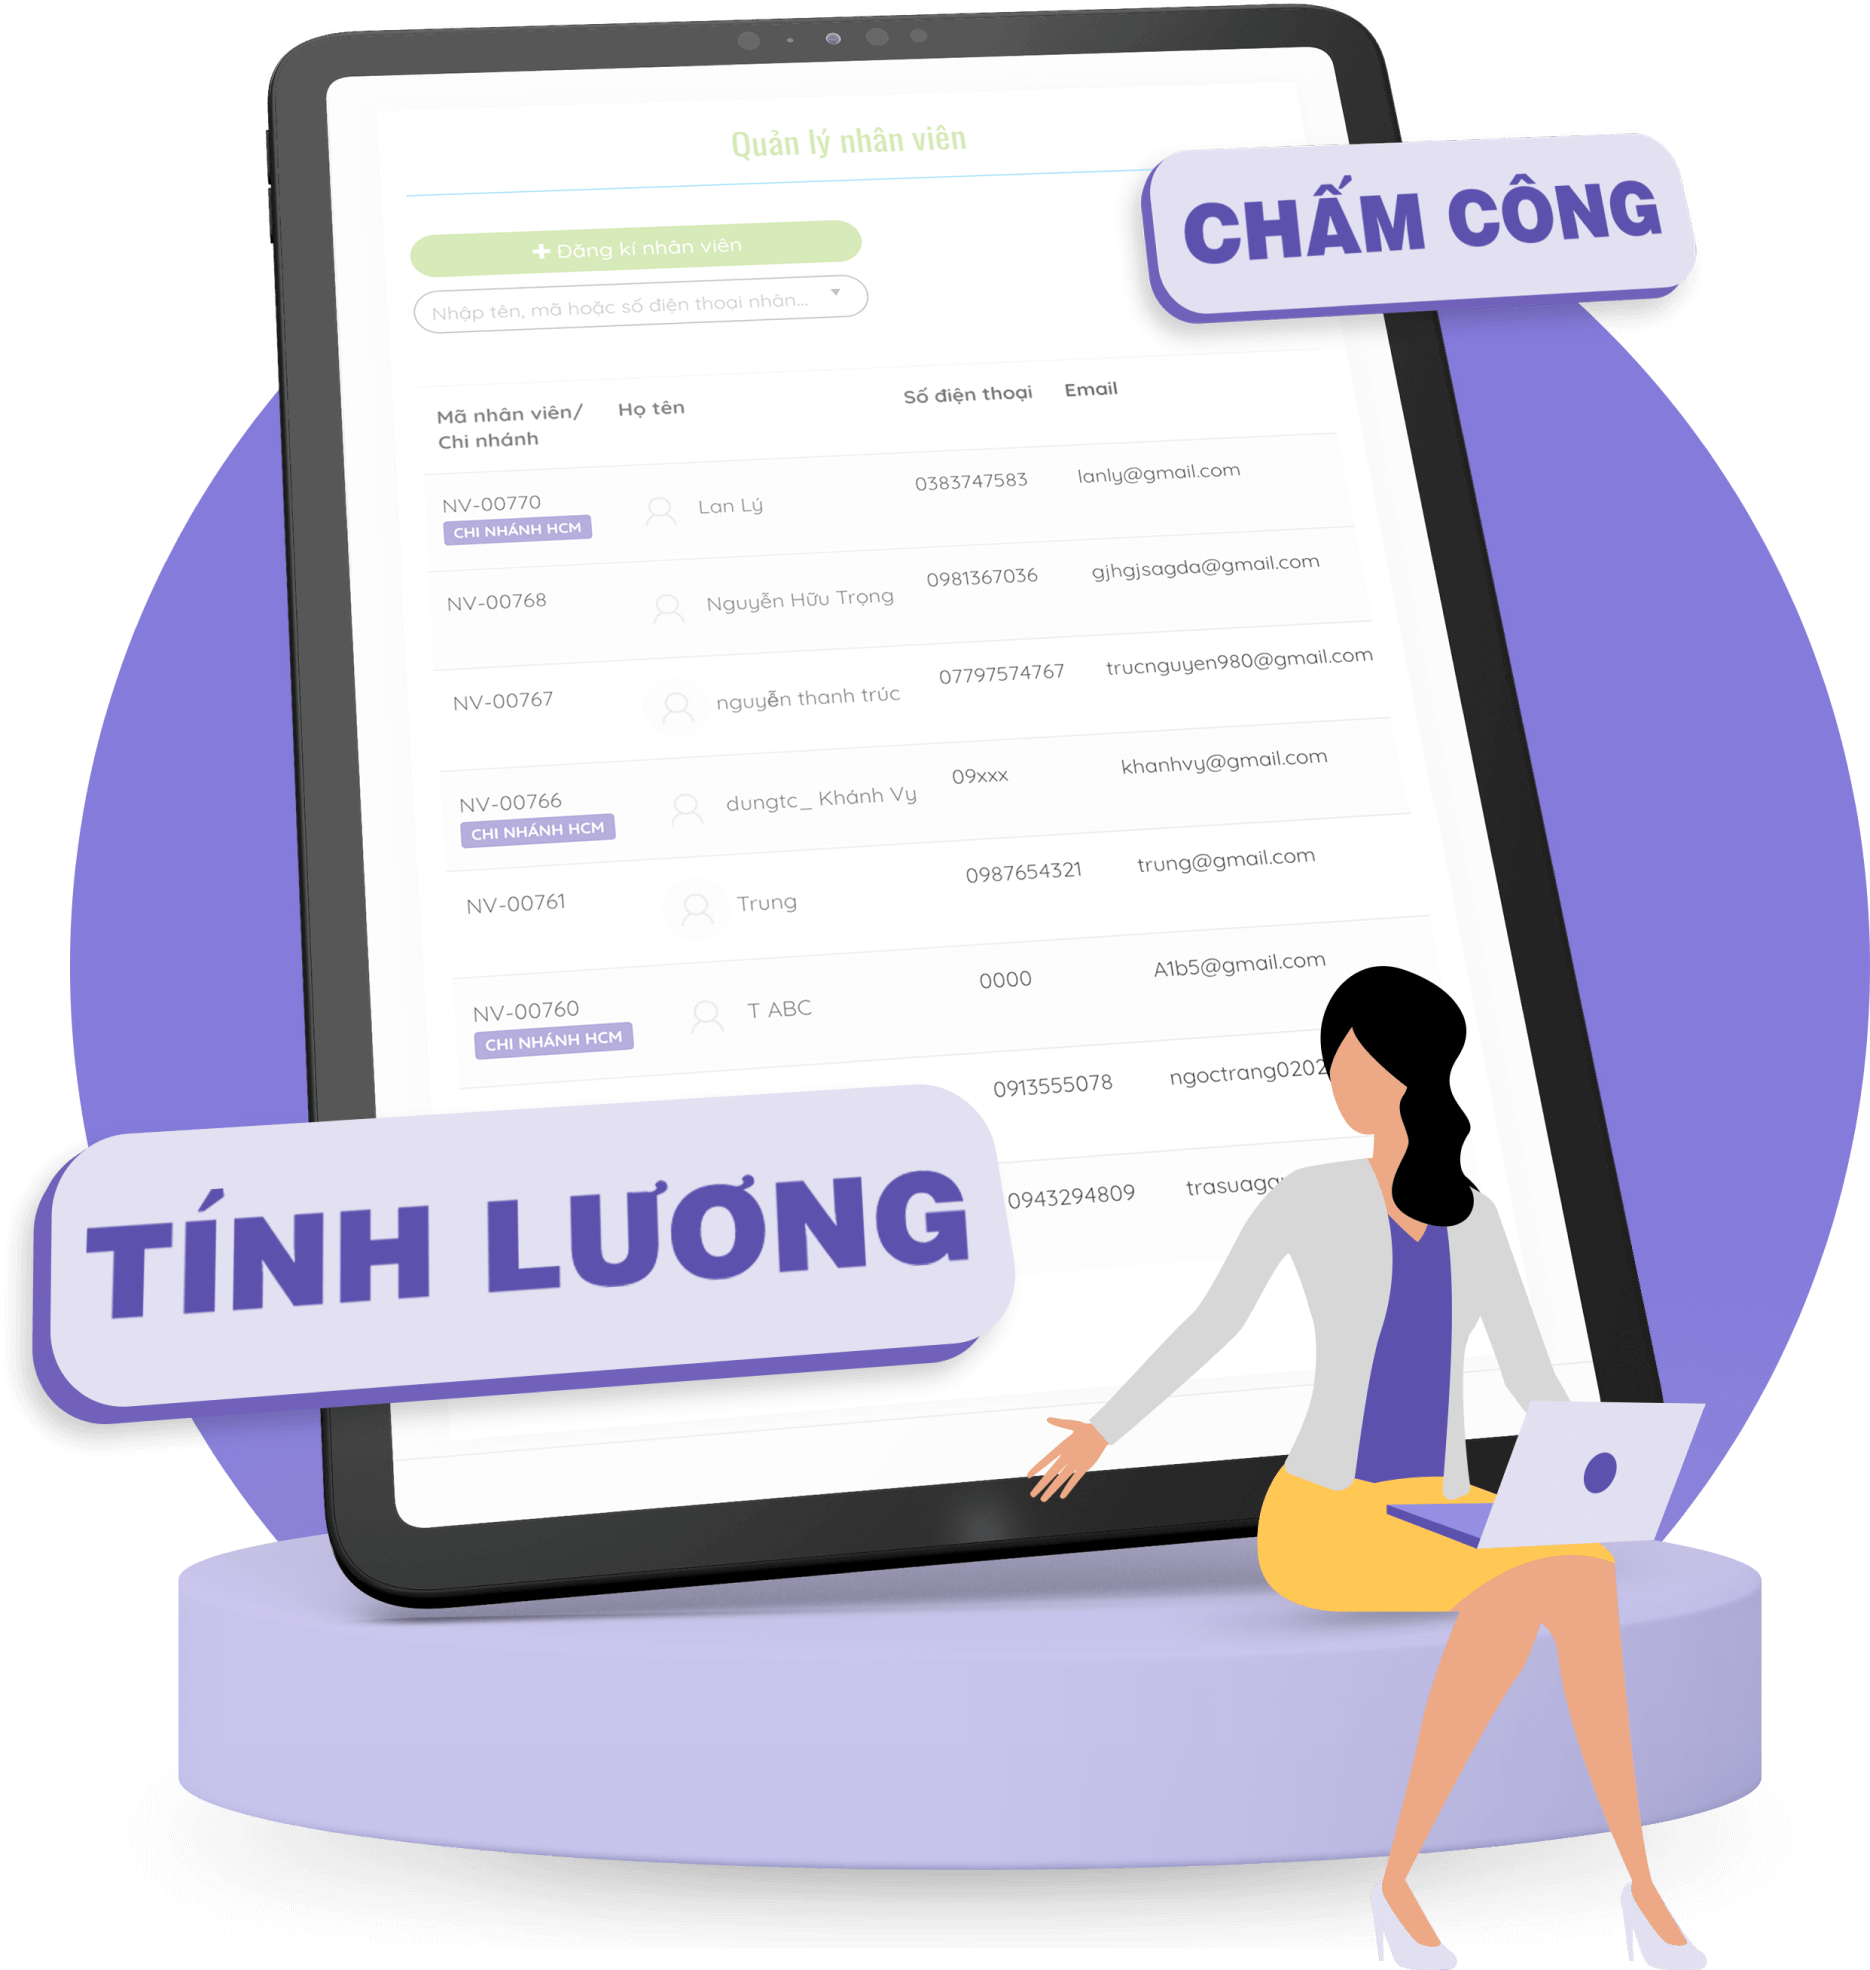 Quản lý nhân viên
CHẤM CÔNG
+ Đăng kí nhân viên
Nhập tên, mã hoặc số điện thoại nhân...
Mã nhân viên/ Họ tên Số điện thoại Email
Chi nhánh
NV-00770 Lan Lý 0383747583 lanly@gmail.com
CHI NHÁNH HCM
NV-00768 Nguyễn Hữu Trọng 0981367036 gjhgjsagda@gmail.com
NV-00767 nguyễn thanh trúc 07797574767 trucnguyen980@gmail.com
NV-00766 dungtc_ Khánh Vy 09xxx khanhvy@gmail.com
CHI NHÁNH HCM
NV-00761 Trung 0987654321 trung@gmail.com
NV-00760 T ABC 0000 A1b5@gmail.com
CHI NHÁNH HCM
0913555078 ngoctrang0202
0943294809
TÍNH LƯƠNG